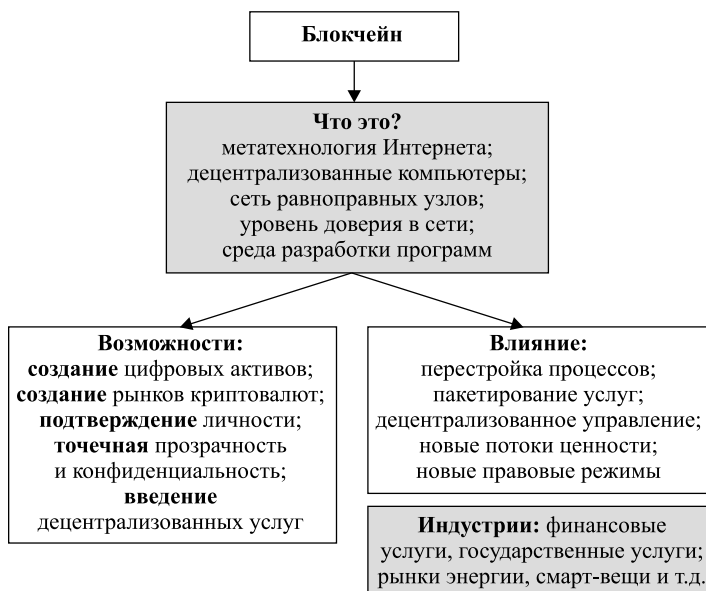 Блокчейн
Что это?
метатехнология Интернета;
децентрализованные компьютеры;
сеть равноправных узлов;
уровень доверия в сети;
среда разработки программ
Возможности:
создание цифровых активов;
создание рынков криптовалют;
подтверждение личности;
точечная прозрачность
и конфиденциальность;
введение
децентрализованных услуг
Влияние:
перестройка процессов;
пакетирование услуг;
децентрализованное управление;
новые потоки ценности;
новые правовые режимы
Индустрии: финансовые
услуги, государственные услуги;
рынки энергии, смарт-вещи и т.д.